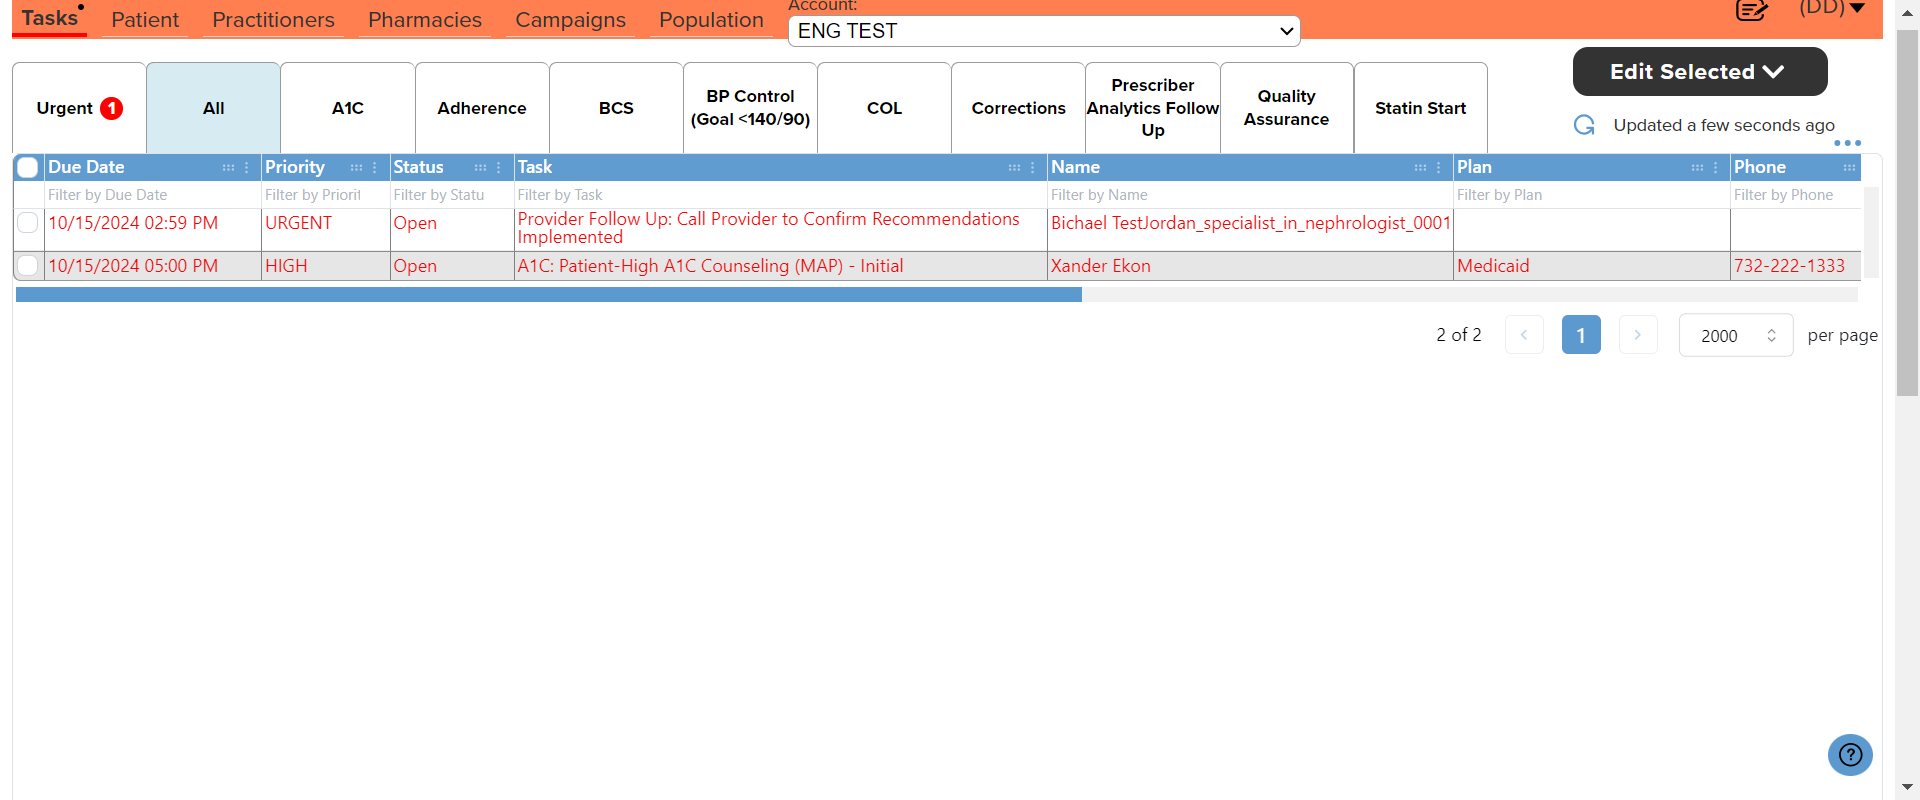 Tasks Patient Practitioners Pharmacies Campaigns Population Account: (DD)
ENG TEST
Edit Selected
Urgent 1 All A1C Adherence BCS BP Control (Goal <140/90) COL Corrections Prescriber Analytics Follow Up Quality Assurance Statin Start
Updated a few seconds ago
Due Date Priority Status Task Name Plan Phone
Filter by Due Date Filter by Priorit Filter by Statu Filter by Task Filter by Name Filter by Plan Filter by Phone
10/15/2024 02:59 PM URGENT Open Provider Follow Up: Call Provider to Confirm Recommendations Implemented Bichael TestJordan_specialist_in_nephrologist_0001
10/15/2024 05:00 PM HIGH Open A1C: Patient-High A1C Counseling (MAP) - Initial Xander Ekon Medicaid 732-222-1333
2 of 2 1 2000 per page
?